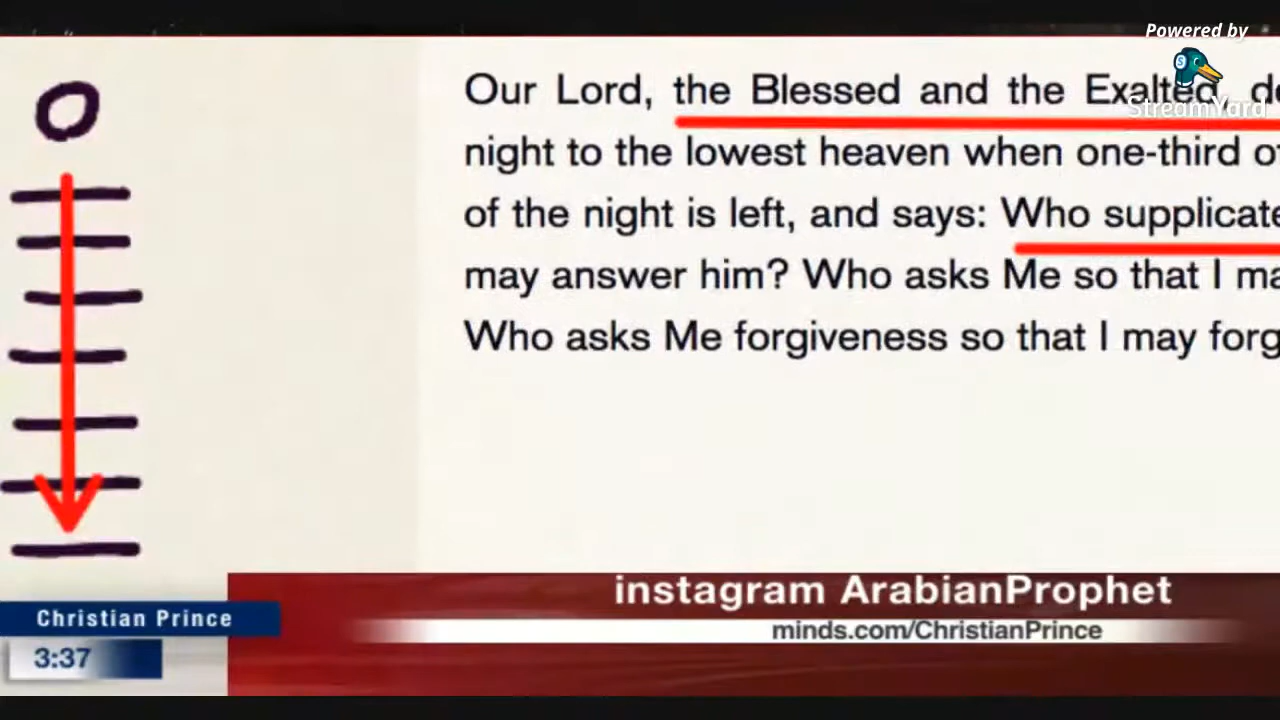 Powered by
StreamYard
Our Lord, the Blessed and the Exalted,
night to the lowest heaven when one-third
of the night is left, and says: Who
may answer him? Who asks Me so that I
Who asks Me forgiveness so that I may
instagram ArabianProphet
minds.com/ChristianPrince
Christian Prince
3:37